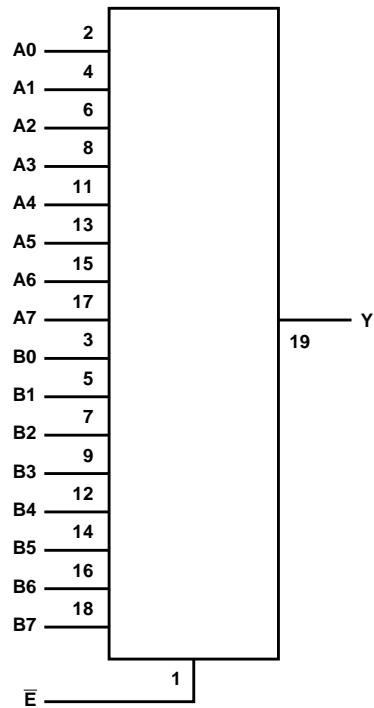 A0 2
A1 4
A2 6
A3 8
A4 11
A5 13
A6 15
A7 17
Y 19
B0 3
B1 5
B2 7
B3 9
B4 12
B5 14
B6 16
B7 18
E̅ 1